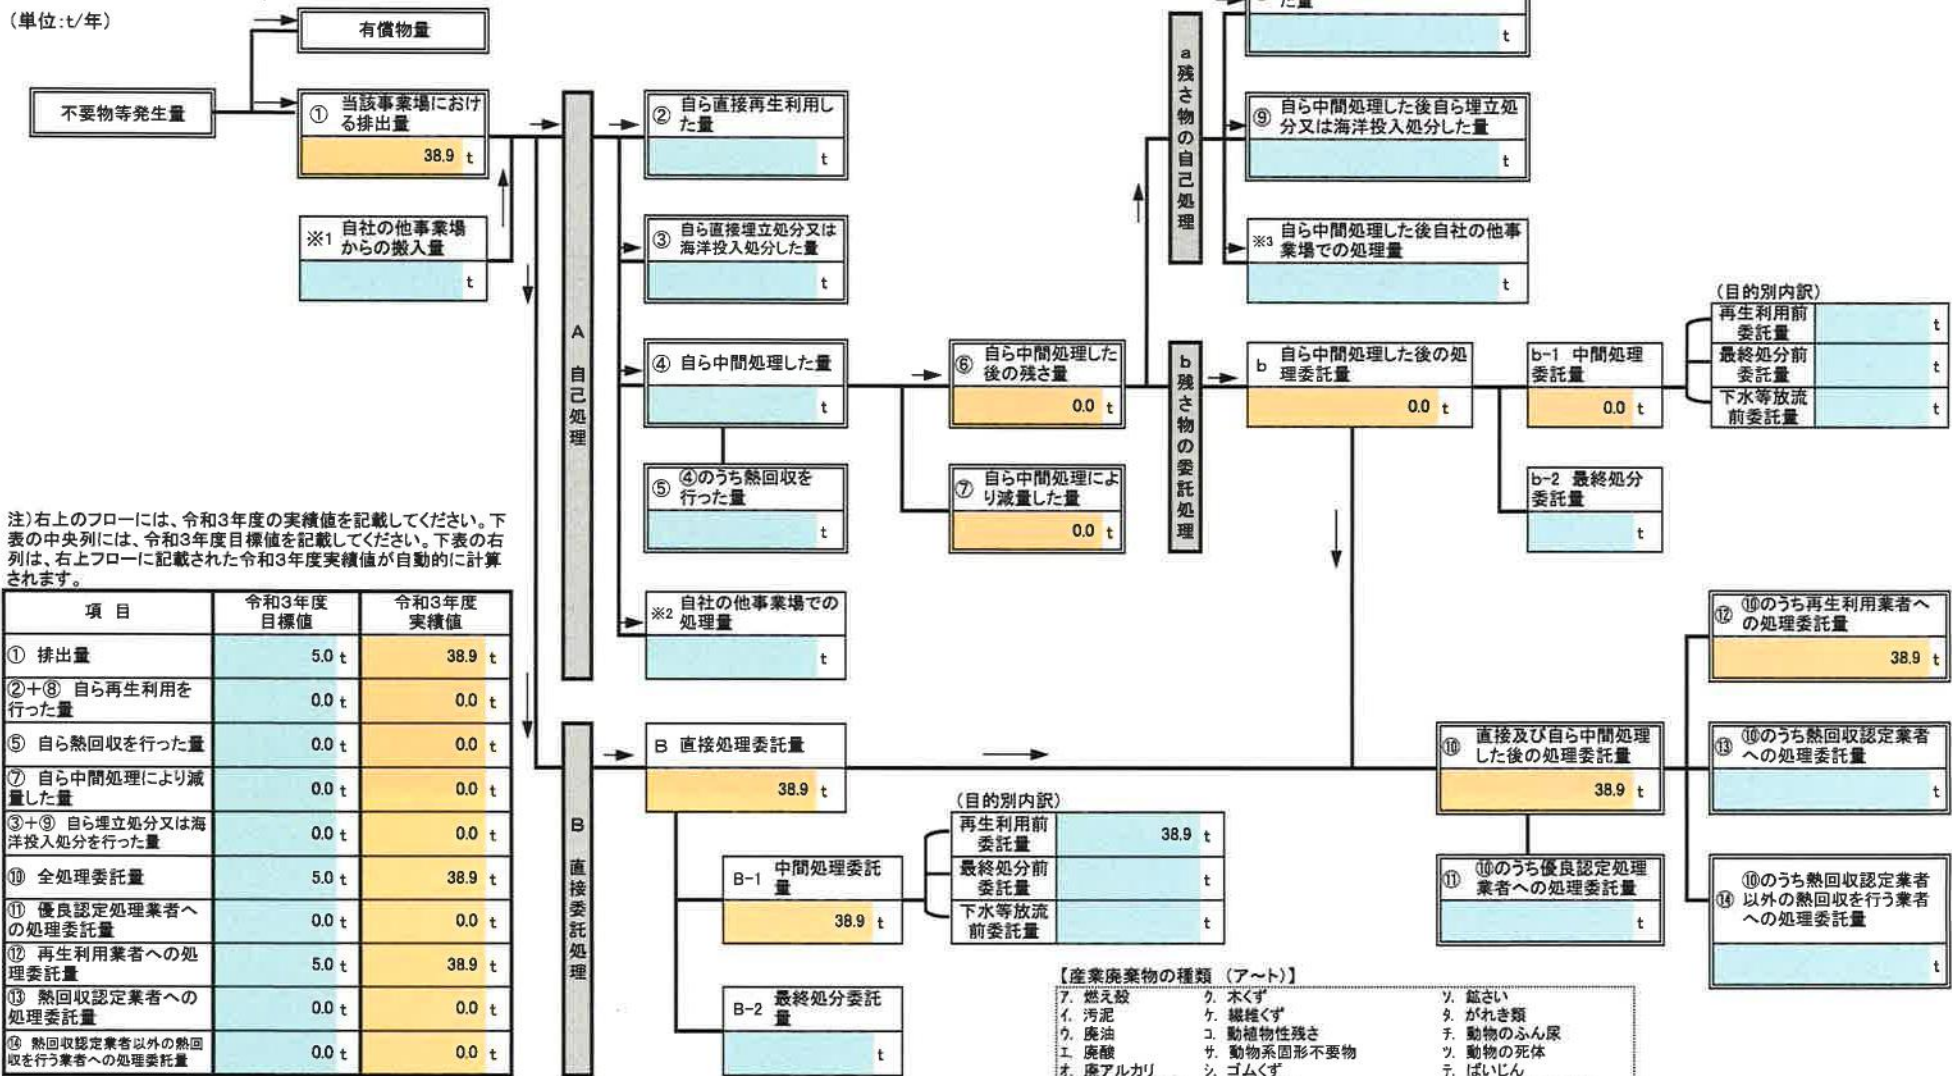 (単位:t/年)
有償物量
不要物等発生量
① 当該事業場におけ
る排出量
38.9 t
※1 自社の他事業場
からの搬入量
t
A 自己処理
② 自ら直接再生利用し
た量
t
③ 自ら直接埋立処分又は
海洋投入処分した量
t
④ 自ら中間処理した量
t
⑤ ④のうち熱回収を
行った量
t
※2 自社の他事業場での
処理量
t
⑥ 自ら中間処理した
後の残さ量
0.0 t
⑦ 自ら中間処理によ
り減量した量
0.0 t
a 残さ物の自己処理
た量
t
⑨ 自ら中間処理した後自ら埋立処
分又は海洋投入処分した量
t
※3 自ら中間処理した後自社の他事
業場での処理量
t
b 残さ物の委託処理
b 自ら中間処理した後の処
理委託量
0.0 t
b-1 中間処理
委託量
0.0 t
(目的別内訳)
再生利用前
委託量 t
最終処分前
委託量 t
下水等放流
前委託量 t
b-2 最終処分
委託量
t
注)右上のフローには、令和3年度の実績値を記載してください。下
表の中央列には、令和3年度目標値を記載してください。下表の右
列は、右上フローに記載された令和3年度実績値が自動的に計算
されます。
項 目 令和3年度 目標値 令和3年度 実績値
① 排出量 5.0 t 38.9 t
②+⑧ 自ら再生利用を
行った量 0.0 t 0.0 t
⑤ 自ら熱回収を行った量 0.0 t 0.0 t
⑦ 自ら中間処理により減
量した量 0.0 t 0.0 t
③+⑨ 自ら埋立処分又は海
洋投入処分を行った量 0.0 t 0.0 t
⑩ 全処理委託量 5.0 t 38.9 t
⑪ 優良認定処理業者へ
の処理委託量 0.0 t 0.0 t
⑫ 再生利用業者への処
理委託量 5.0 t 38.9 t
⑬ 熱回収認定業者への
処理委託量 0.0 t 0.0 t
⑭ 熱回収認定業者以外の熱回
収を行う業者への処理委託量 0.0 t 0.0 t
B 直接委託処理
B 直接処理委託量
38.9 t
B-1 中間処理委託
量
38.9 t
(目的別内訳)
再生利用前
委託量 38.9 t
最終処分前
委託量 t
下水等放流
前委託量 t
B-2 最終処分委託
量
t
⑩ 直接及び自ら中間処理
した後の処理委託量
38.9 t
⑪ ⑩のうち優良認定処理
業者への処理委託量
t
⑫ ⑩のうち再生利用業者へ
の処理委託量
38.9 t
⑬ ⑩のうち熱回収認定業者
への処理委託量
t
⑭ ⑩のうち熱回収認定業者
以外の熱回収を行う業者
への処理委託量
t
【産業廃棄物の種類 (ア~ト)】
ア. 燃え殻 ク. 木くず ソ. 鉱さい
イ. 汚泥 ケ. 繊維くず タ. がれき類
ウ. 廃油 コ. 動植物性残さ チ. 動物のふん尿
エ. 廃酸 サ. 動物系固形不要物 ツ. 動物の死体
オ. 廃アルカリ シ. ゴムくず テ. ばいじん